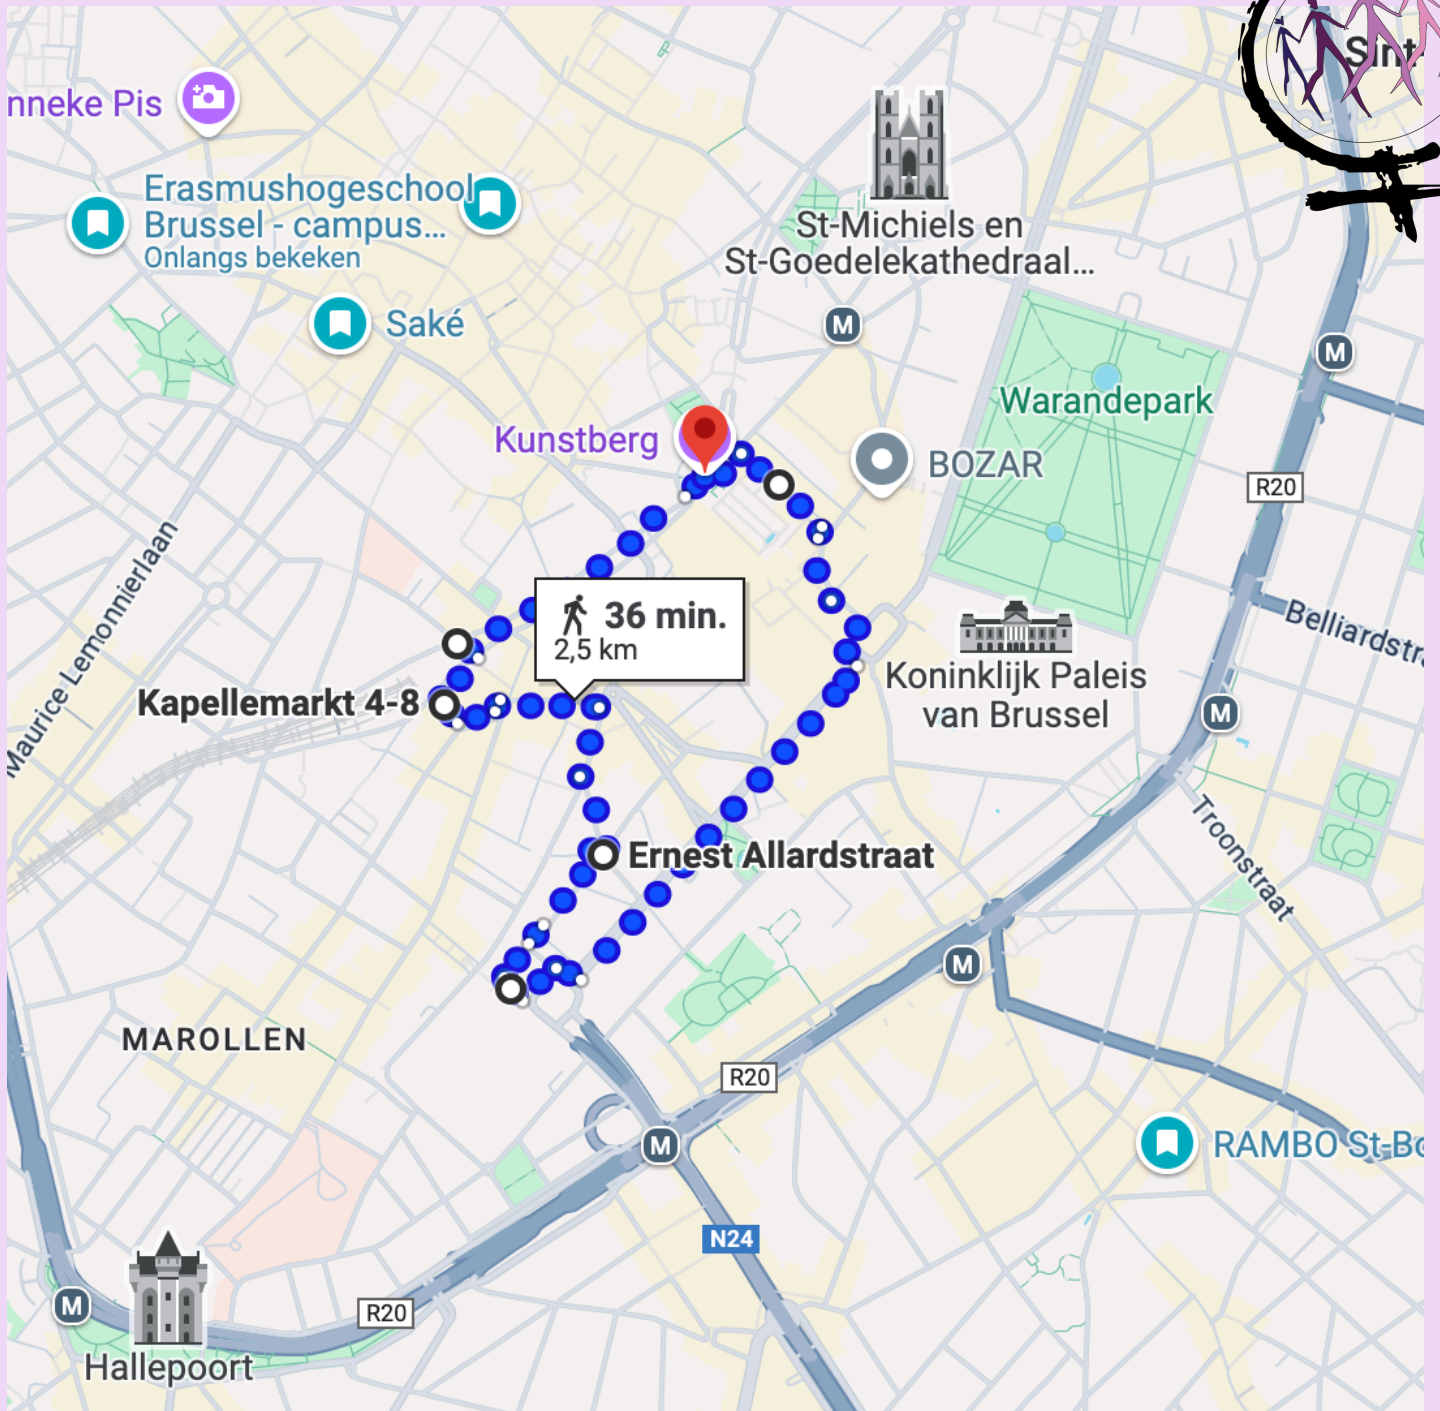 Sint
nneke Pis
Erasmushogeschool
Brussel - campus...
Onlangs bekeken
St-Michiels en
St-Goedelekathedraal...
M
Saké
M
Warandepark
Kunstberg
BOZAR
R20
Maurice Lemonnierlaan
36 min.
2,5 km
Belliardstra
Koninklijk Paleis
van Brussel
Kapellemarkt 4-8
M
Troonstraat
Ernest Allardstraat
M
MAROLLEN
R20
M
RAMBO St-Bo
N24
M
R20
Hallepoort